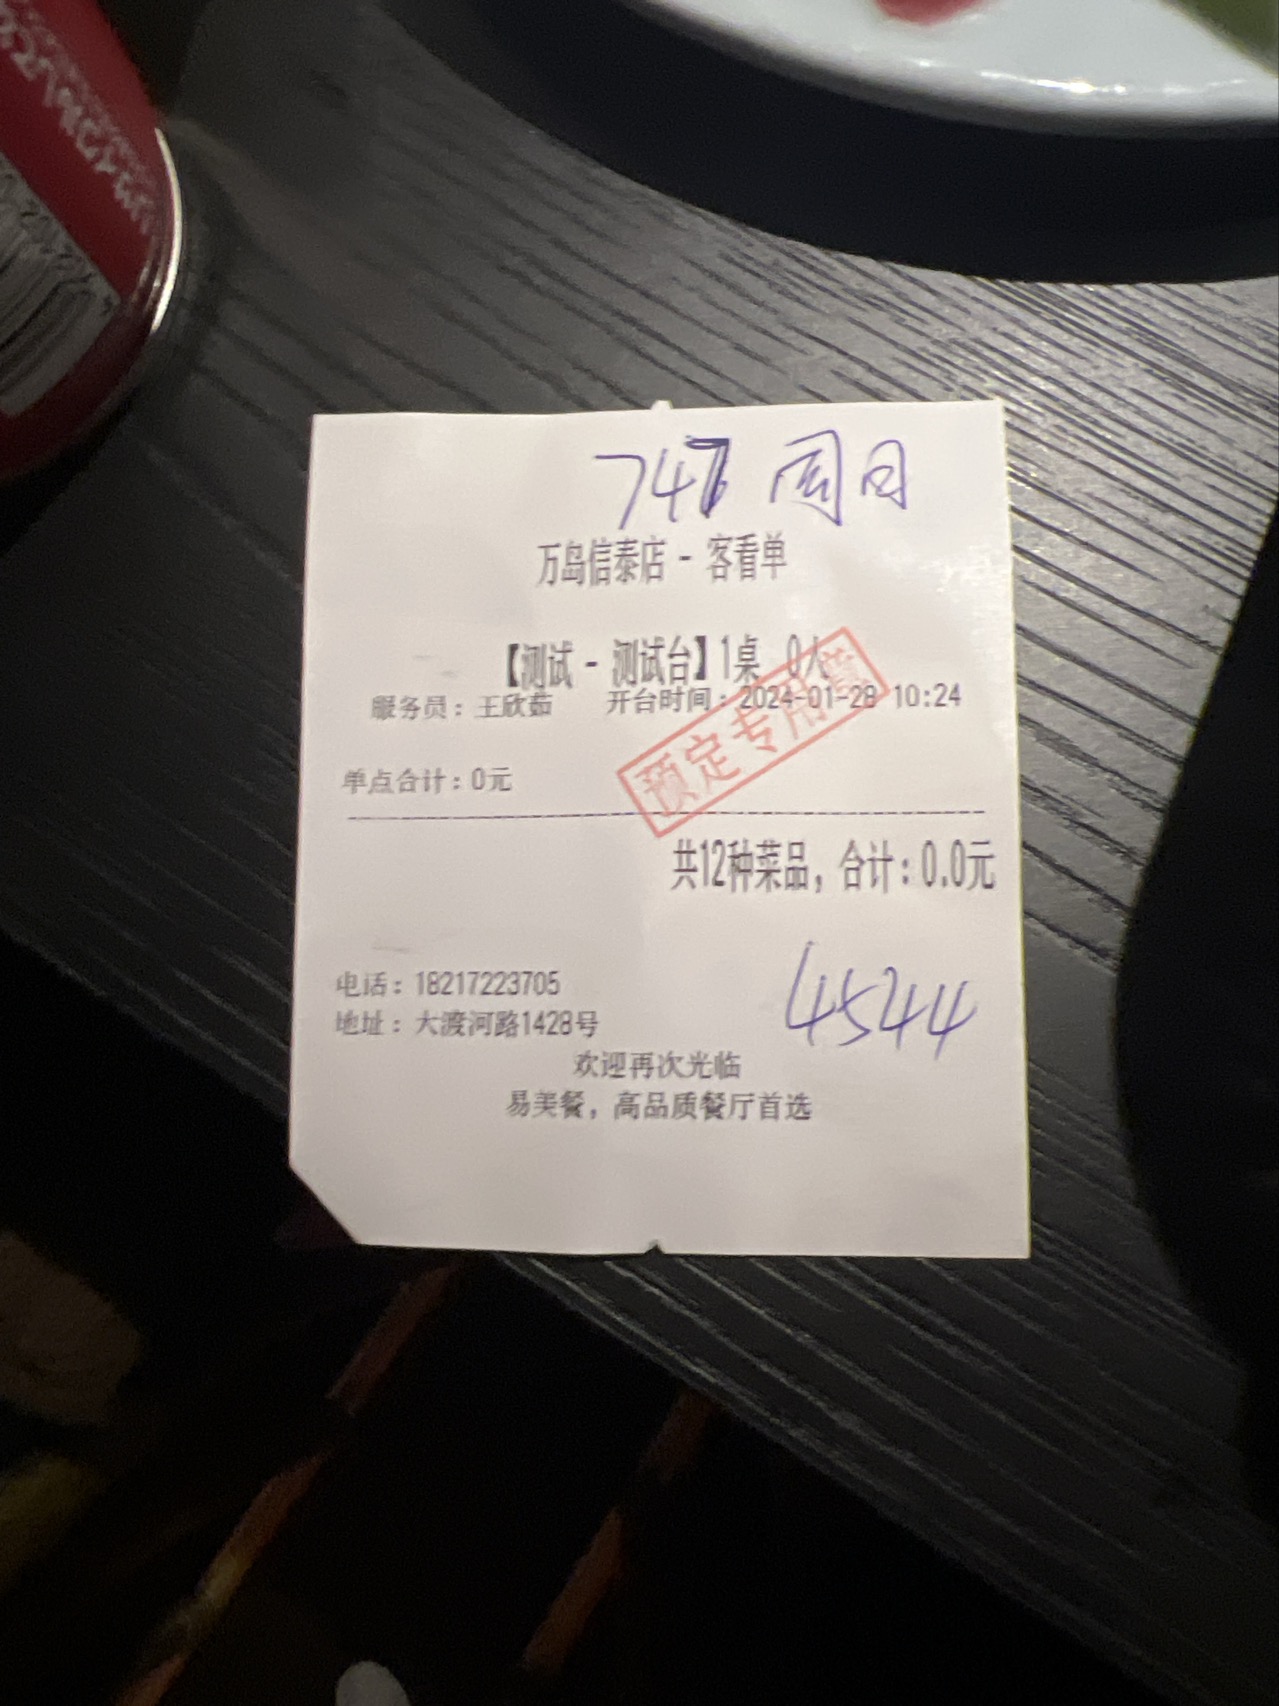 周日
万岛信泰店 - 客看单
【测试 - 测试台】1桌 0人
服务员：王欣茹 开台时间：2024-01-28 10:24
预定专用章
单点合计：0元
共12种菜品，合计：0.0元
4544
电话：18217223705
地址：大渡河路1428号
欢迎再次光临
易美餐，高品质餐厅首选